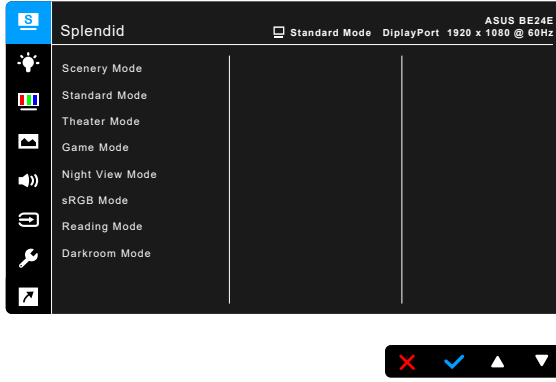 S
Splendid
ASUS BE24E
Standard Mode DiplayPort 1920 x 1080 @ 60Hz
Scenery Mode
Standard Mode
Theater Mode
Game Mode
Night View Mode
sRGB Mode
Reading Mode
Darkroom Mode